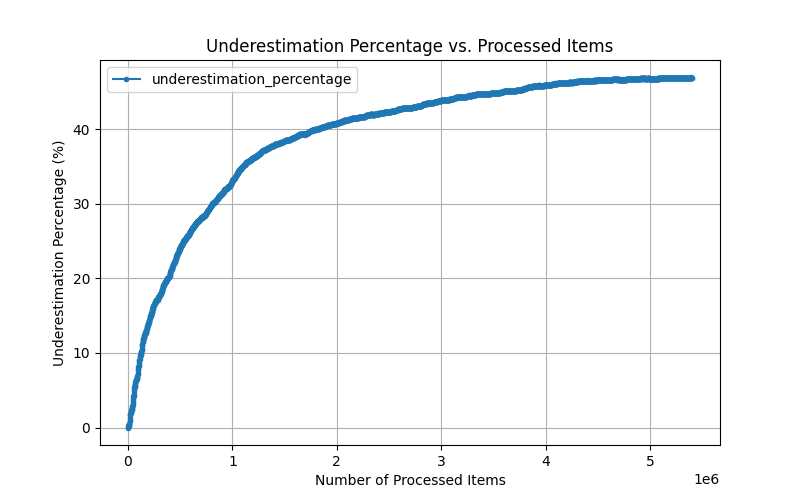 Underestimation Percentage vs. Processed Items
underestimation_percentage
Underestimation Percentage (%)
40
30
20
10
0
0 1 2 3 4 5
1e6
Number of Processed Items